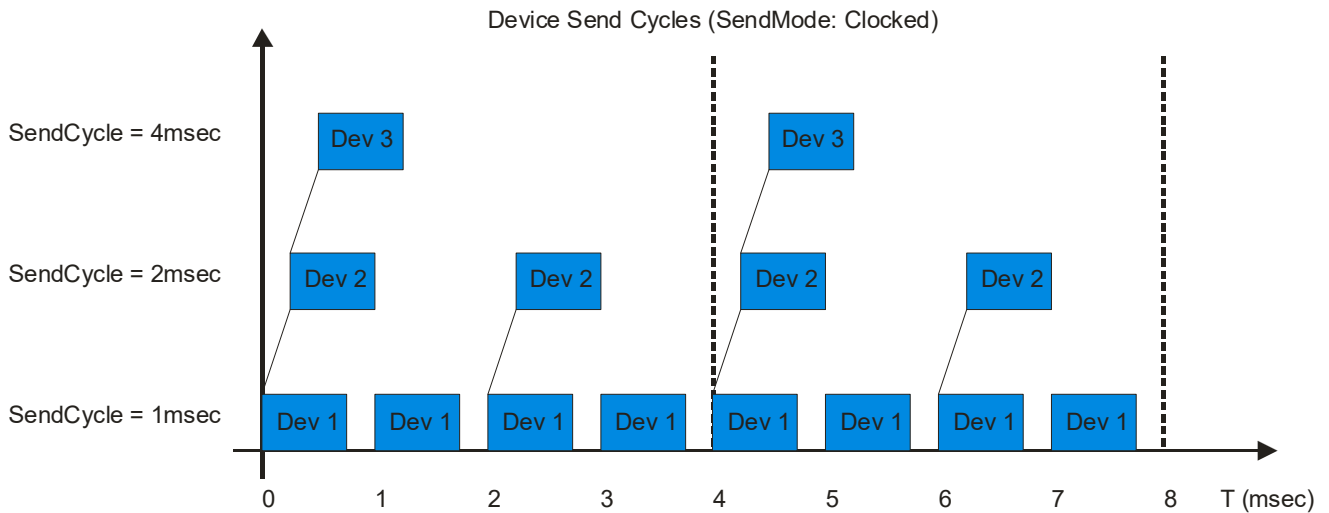 Device Send Cycles (SendMode: Clocked)
SendCycle = 4msec
Dev 3
Dev 3
SendCycle = 2msec
Dev 2
Dev 2
Dev 2
Dev 2
SendCycle = 1msec
Dev 1
Dev 1
Dev 1
Dev 1
Dev 1
Dev 1
Dev 1
Dev 1
0 1 2 3 4 5 6 7 8 T (msec)